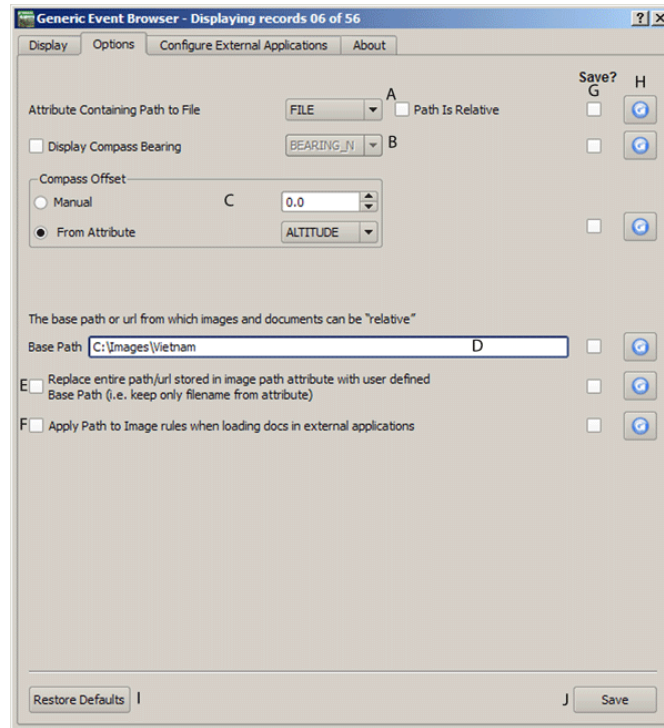 Generic Event Browser - Displaying records 06 of 56
Display Options Configure External Applications About
Save?
A G H
Attribute Containing Path to File FILE Path Is Relative
Display Compass Bearing BEARING_N B
Compass Offset
Manual C 0.0
From Attribute ALTITUDE
The base path or url from which images and documents can be "relative"
Base Path C:\Images\Vietnam D
E Replace entire path/url stored in image path attribute with user defined
Base Path (i.e. keep only filename from attribute)
F Apply Path to Image rules when loading docs in external applications
Restore Defaults I J Save